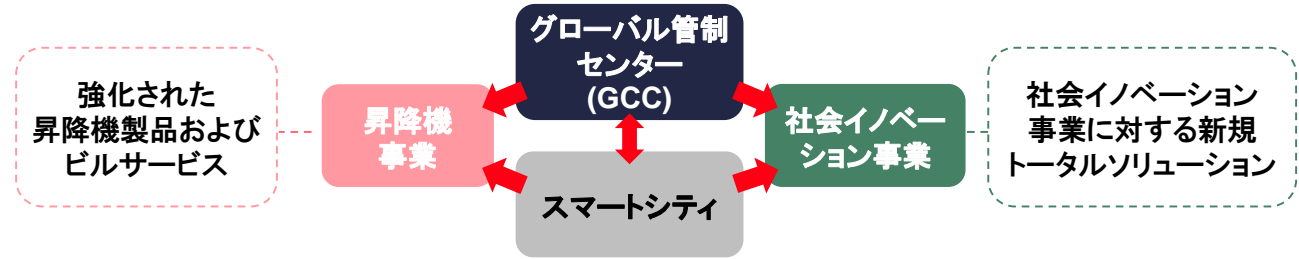 グローバル管制
センター
(GCC)
強化された
昇降機製品および
ビルサービス
昇降機
事業
社会イノベー
ション事業
社会イノベーション
事業に対する新規
トータルソリューション
スマートシティ